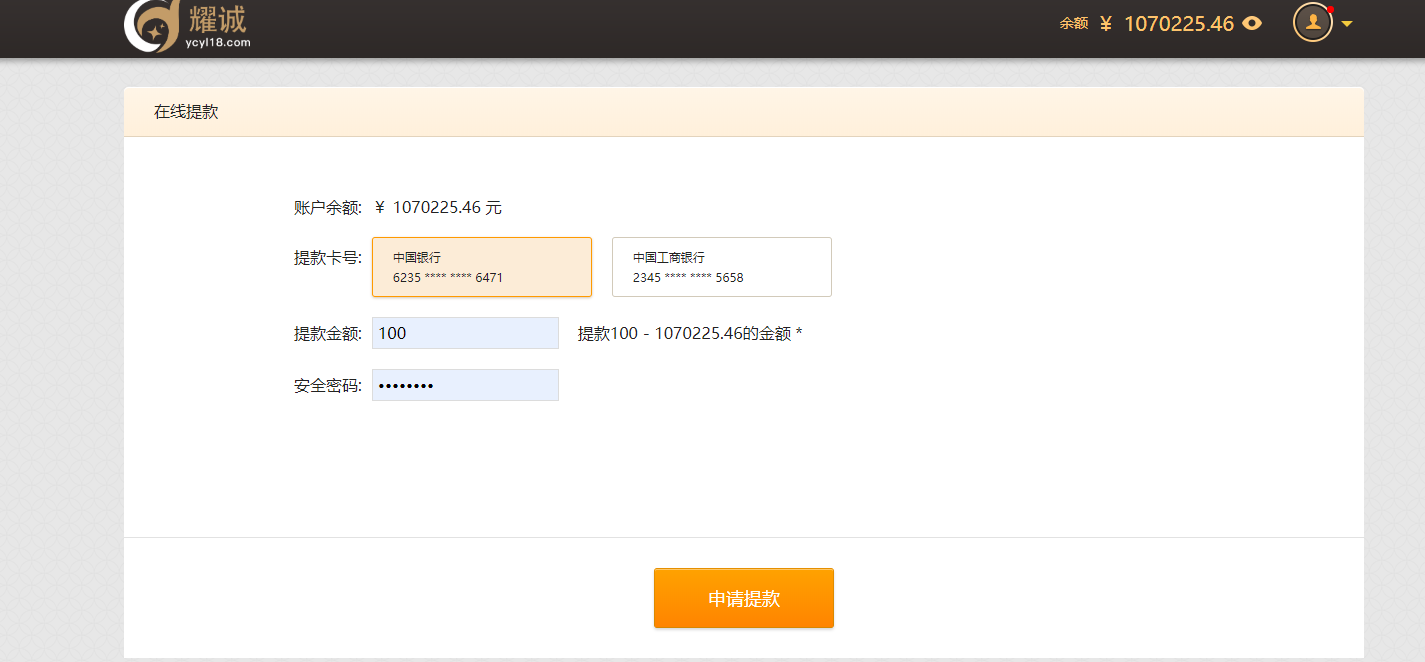 耀诚
ycyl18.com
余额 ¥ 1070225.46
在线提款
账户余额: ¥ 1070225.46 元
提款卡号:
中国银行
6235 **** **** 6471
中国工商银行
2345 **** **** 5658
提款金额: 100 提款100 - 1070225.46的金额 *
安全密码: ••••••••
申请提款